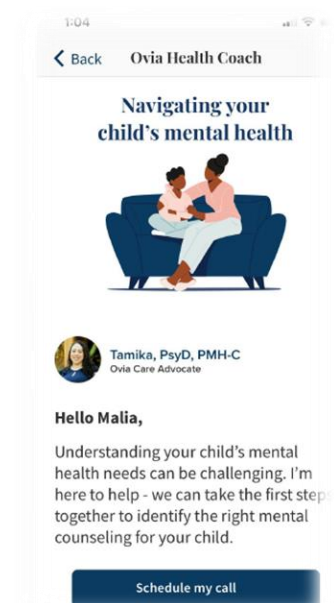 1:04
Back
Ovia Health Coach
Navigating your
child's mental health
Tamika, PsyD, PMH-C
Ovia Care Advocate
Hello Malia,
Understanding your child's mental
health needs can be challenging. I'm
here to help - we can take the first steps
together to identify the right mental
counseling for your child.
Schedule my call